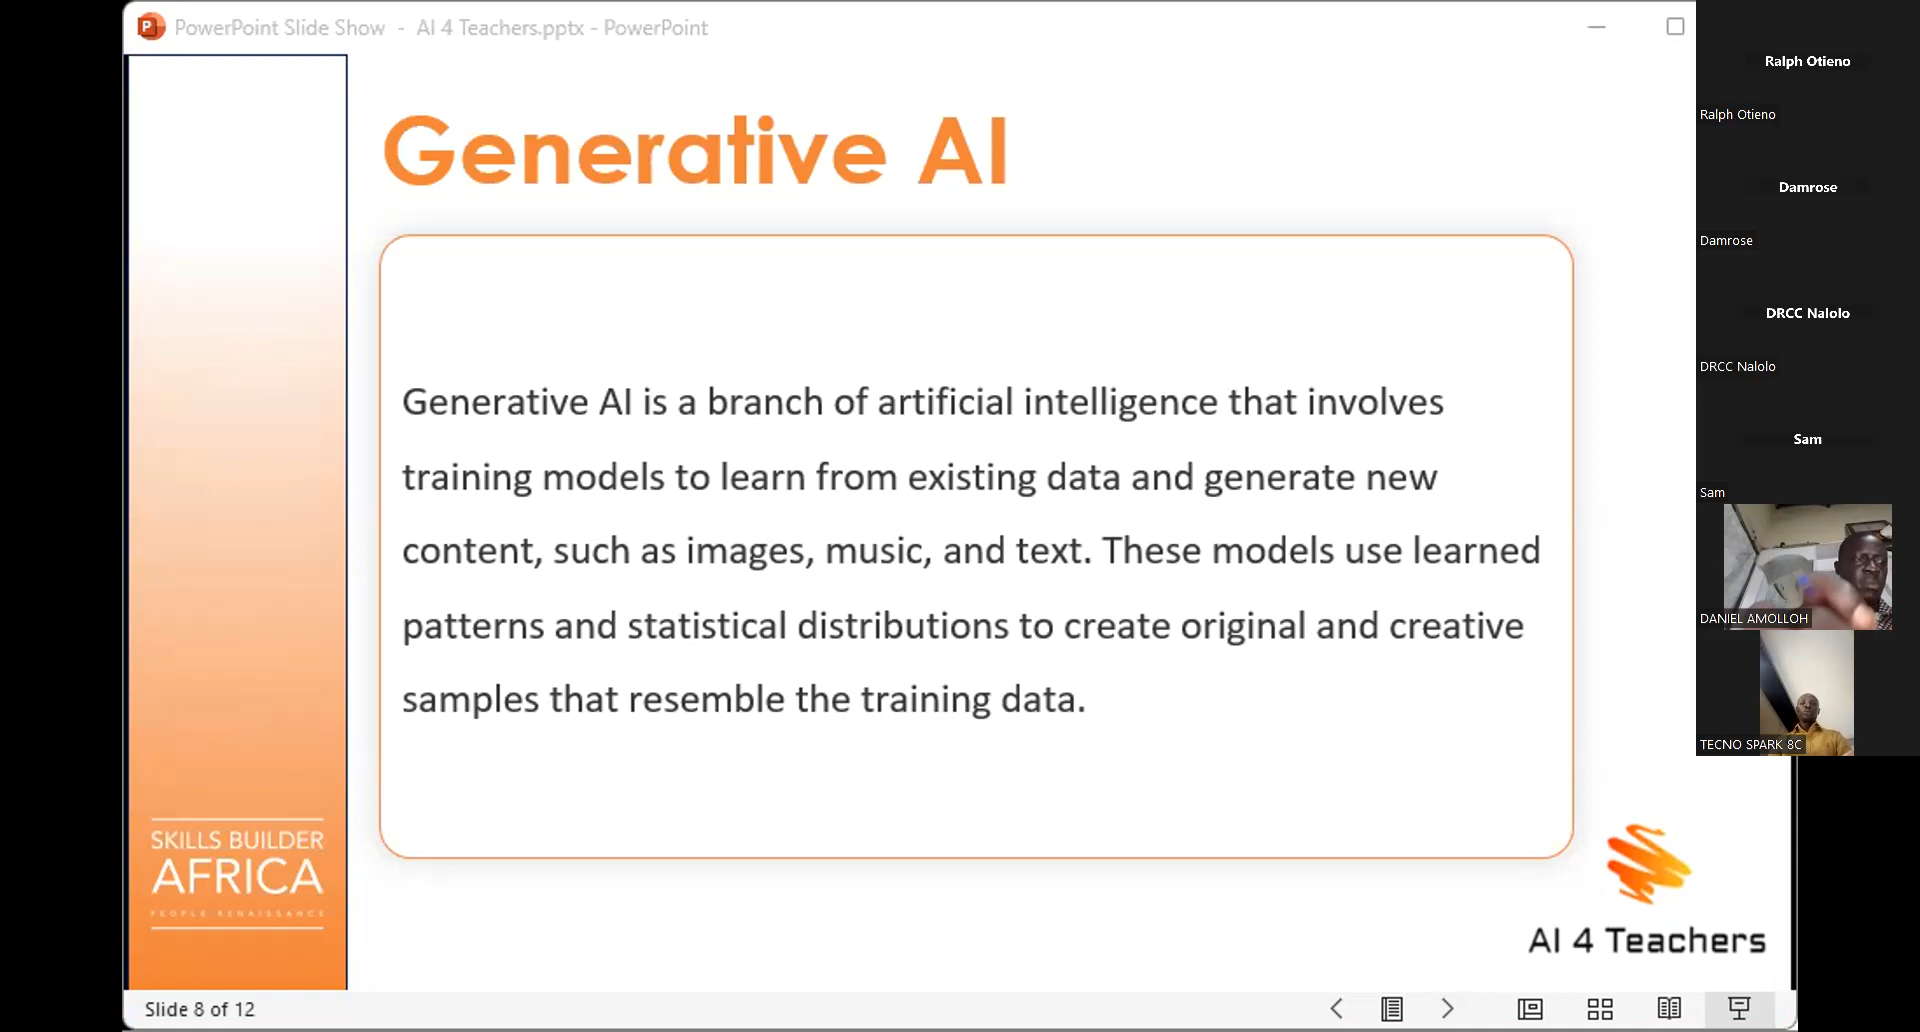 PowerPoint Slide Show - AI 4 Teachers.pptx - PowerPoint
Generative AI
Generative AI is a branch of artificial intelligence that involves
training models to learn from existing data and generate new
content, such as images, music, and text. These models use learned
patterns and statistical distributions to create original and creative
samples that resemble the training data.
SKILLS BUILDER
AFRICA
PEOPLE RENAISSANCE
AI 4 Teachers
Slide 8 of 12
Ralph Otieno
Ralph Otieno
Damrose
Damrose
DRCC Nalolo
DRCC Nalolo
Sam
Sam
DANIEL AMOLLOH
TECNO SPARK 8C